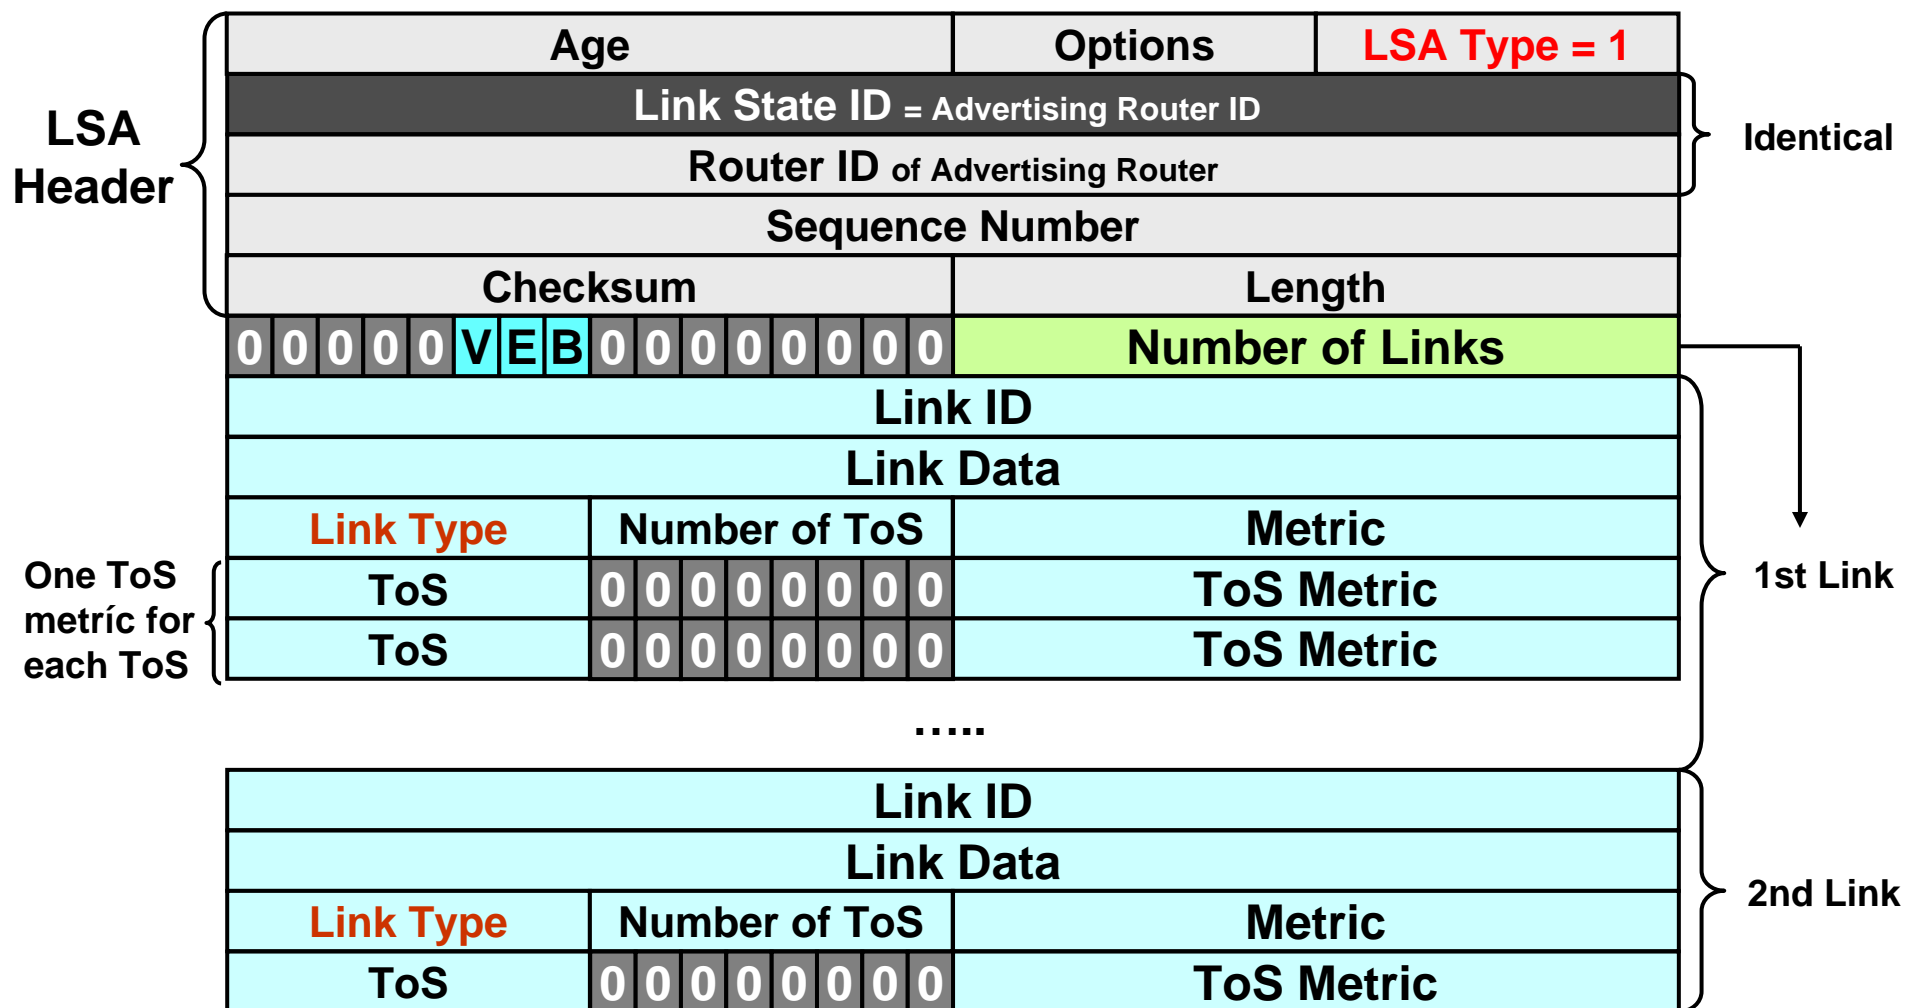 Age Options LSA Type = 1
Link State ID = Advertising Router ID
LSA Header
Identical
Router ID of Advertising Router
Sequence Number
Checksum Length
0 0 0 0 0 V E B 0 0 0 0 0 0 0 0 Number of Links
Link ID
Link Data
Link Type Number of ToS Metric
One ToS metríc for each ToS
ToS 0 0 0 0 0 0 0 0 ToS Metric
1st Link
ToS 0 0 0 0 0 0 0 0 ToS Metric
.....
Link ID
Link Data
2nd Link
Link Type Number of ToS Metric
ToS 0 0 0 0 0 0 0 0 ToS Metric